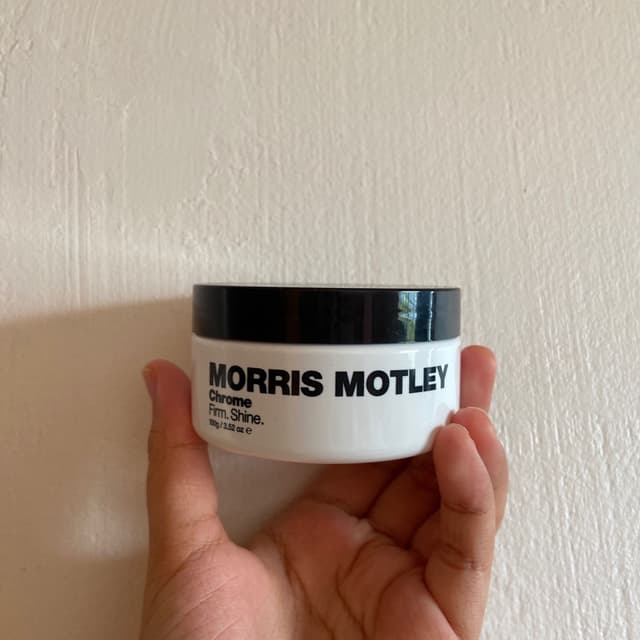 MORRIS MOTLEY
Chrome
Firm. Shine.
100g / 3.52 oz ℮